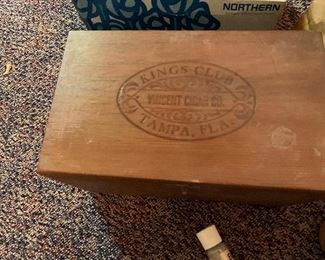 NORTHERN
KINGS CLUB
VINCENT CIGAR CO.
TAMPA, FLA.